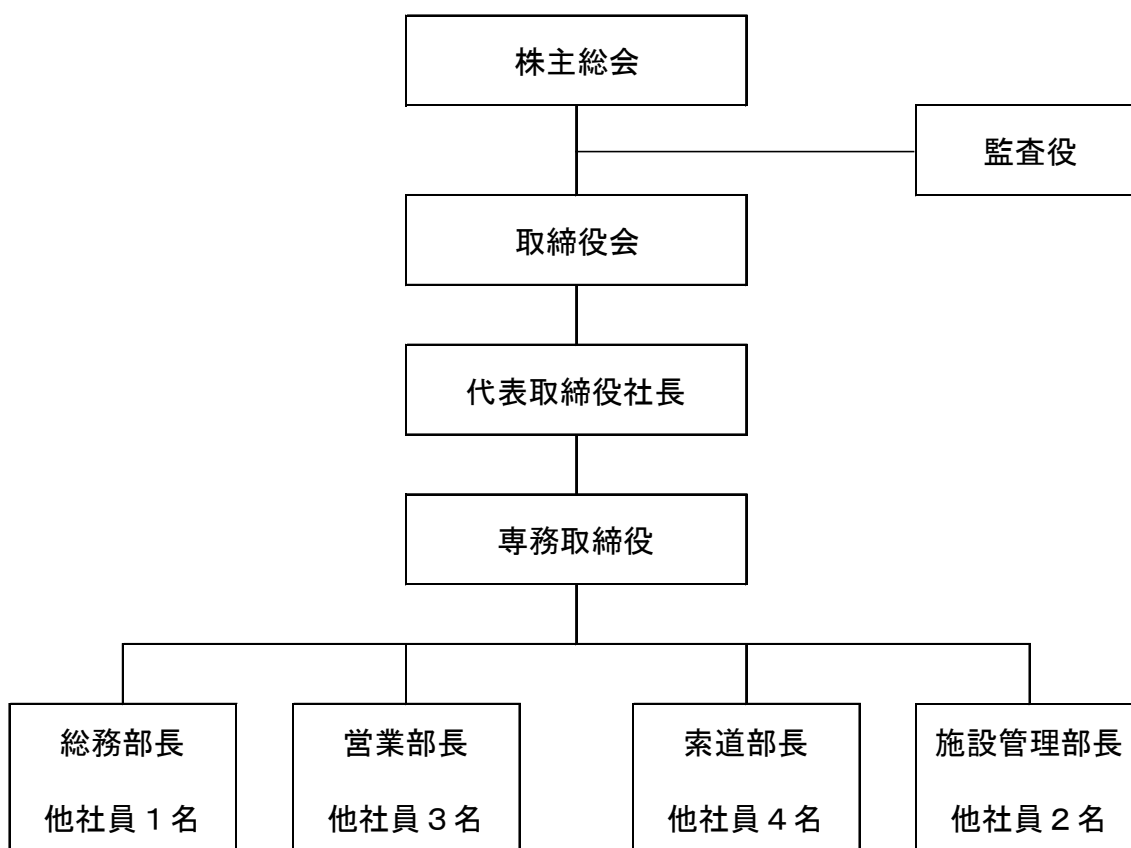 株主総会
監査役
取締役会
代表取締役社長
専務取締役
総務部長
他社員１名
営業部長
他社員３名
索道部長
他社員４名
施設管理部長
他社員２名